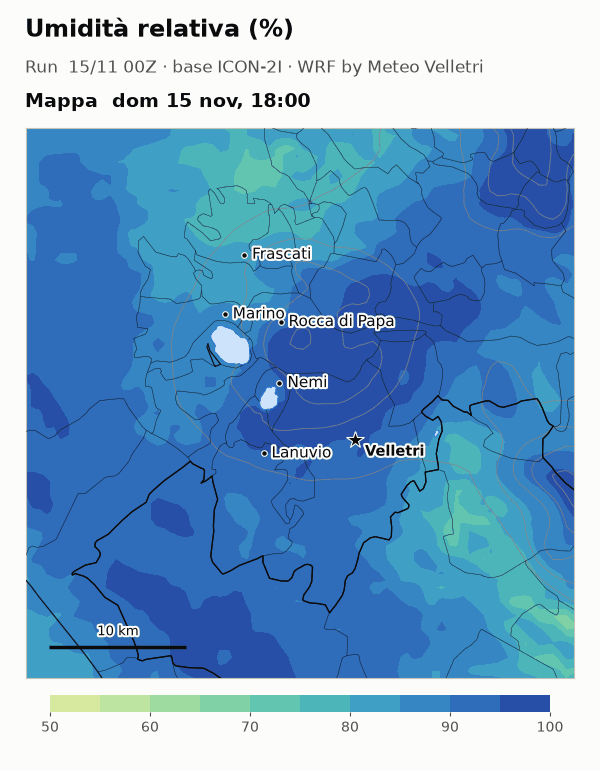 Umidità relativa (%)
Run  15/11 00Z · base ICON-2I · WRF by Meteo Velletri
Mappa  dom 15 nov, 18:00
Frascati
Marino
Rocca di Papa
Nemi
Velletri
Lanuvio
10 km
50 60 70 80 90 100